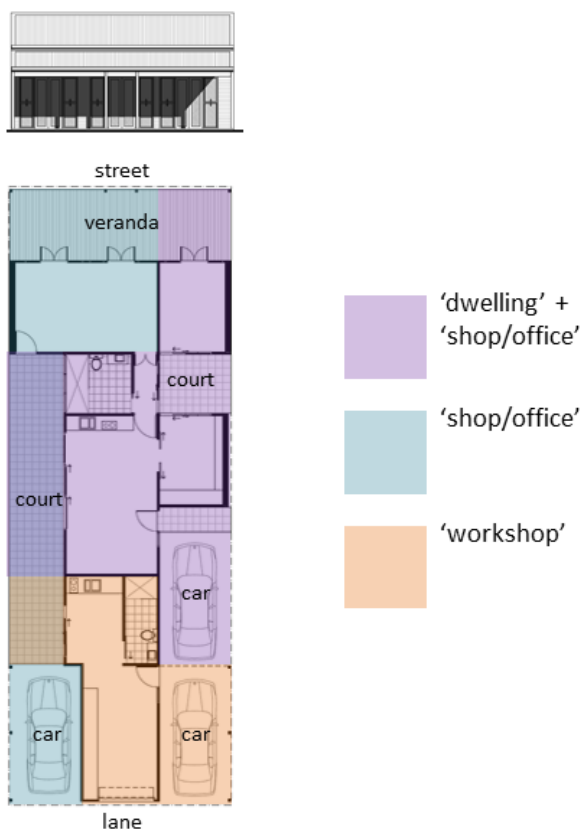 street
veranda
‘dwelling’ +
‘shop/office’
court
‘shop/office’
court
‘workshop’
car
car
car
lane